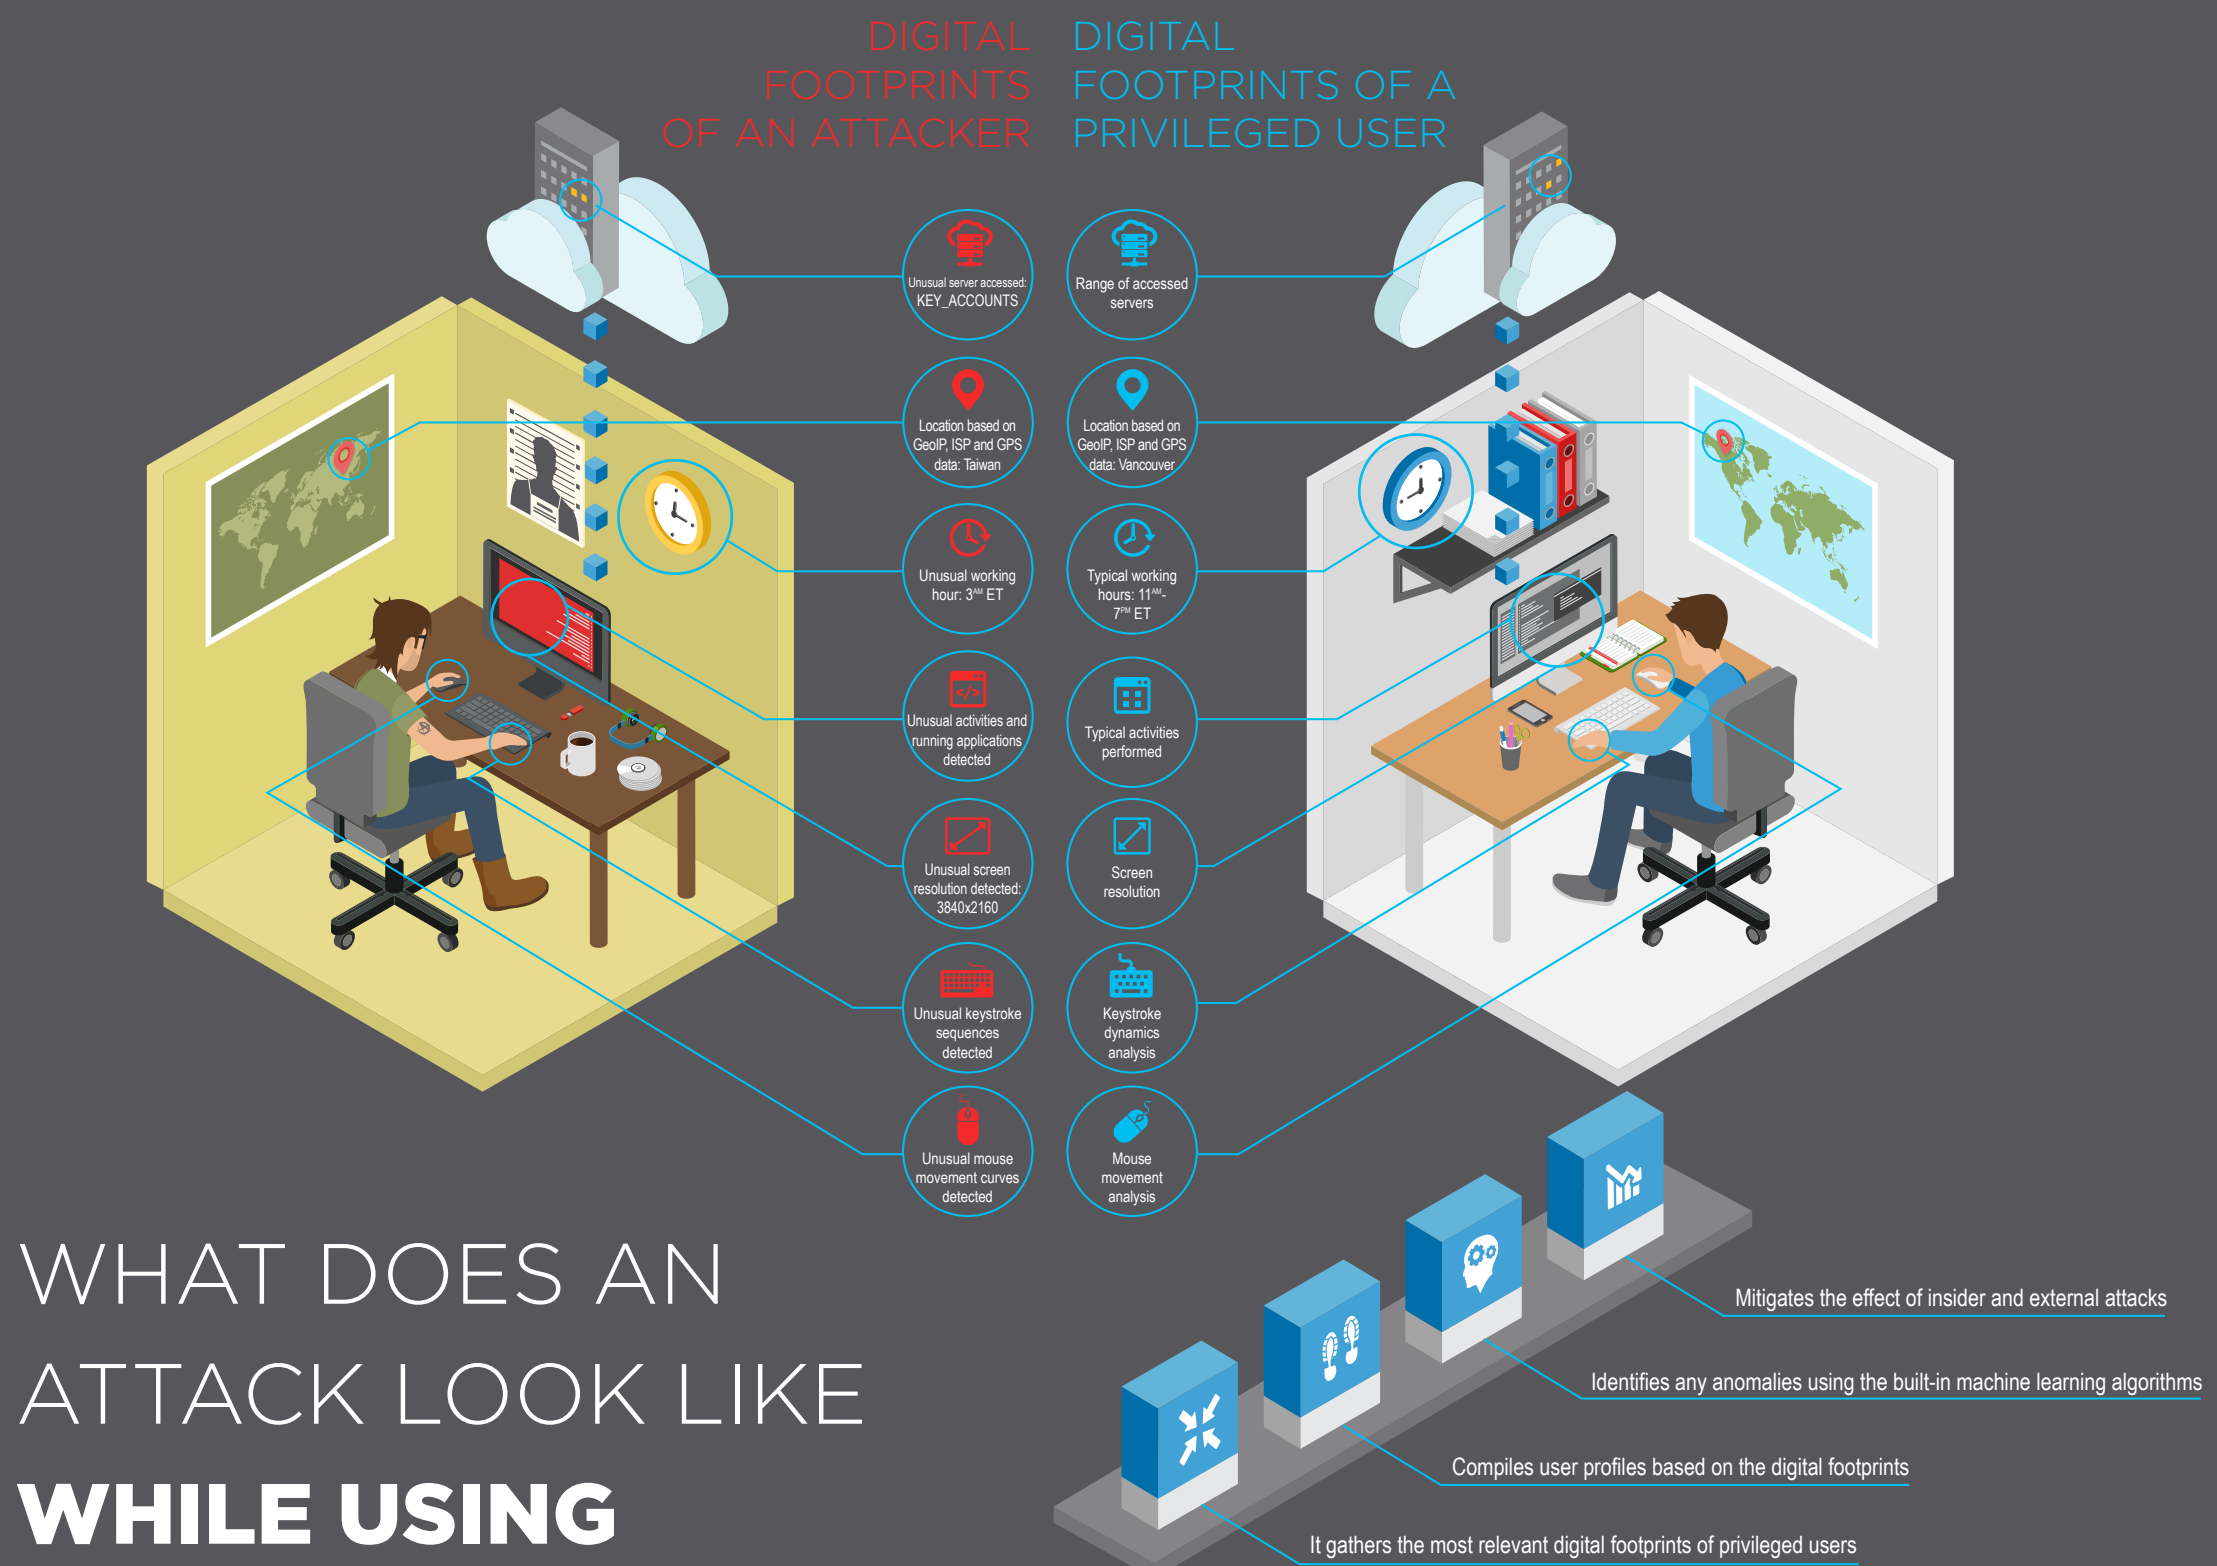 DIGITAL
FOOTPRINTS
OF AN ATTACKER
DIGITAL
FOOTPRINTS OF A
PRIVILEGED USER
Unusual server accessed:
KEY_ACCOUNTS
Range of accessed
servers
Location based on
GeoIP, ISP and GPS
data: Taiwan
Location based on
GeoIP, ISP and GPS
data: Vancouver
Unusual working
hour: 3AM ET
Typical working
hours: 11AM-
7PM ET
</>
Unusual activities and
running applications
detected
Typical activities
performed
Unusual screen
resolution detected:
3840x2160
Screen
resolution
Unusual keystroke
sequences
detected
Keystroke
dynamics
analysis
Unusual mouse
movement curves
detected
Mouse
movement
analysis
WHAT DOES AN
ATTACK LOOK LIKE
WHILE USING
Mitigates the effect of insider and external attacks
Identifies any anomalies using the built-in machine learning algorithms
Compiles user profiles based on the digital footprints
It gathers the most relevant digital footprints of privileged users